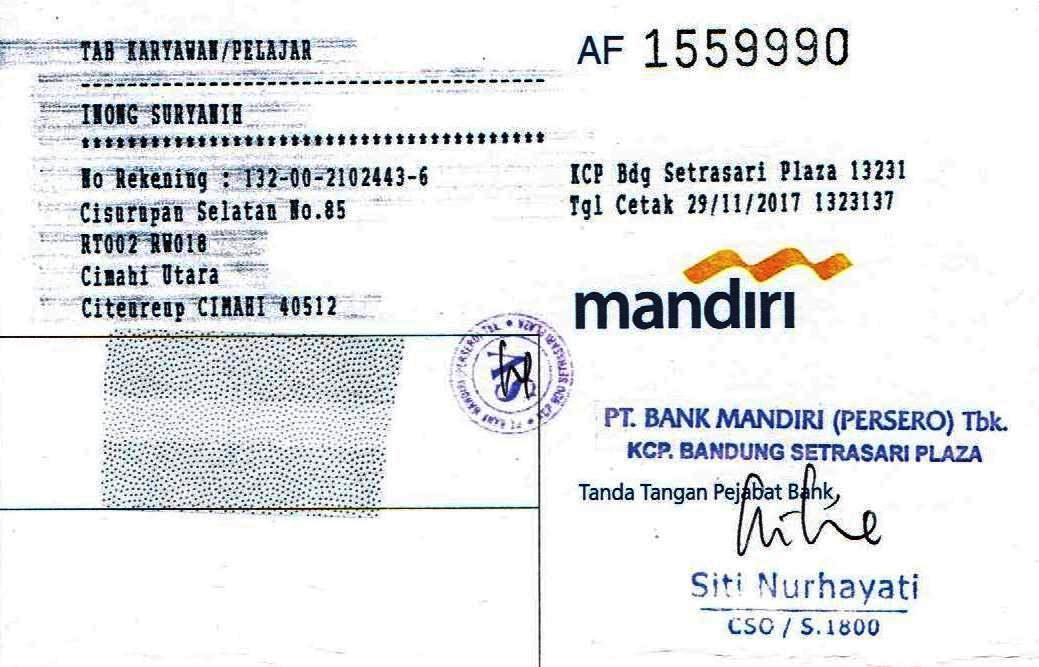 TAB KARYAWAN/PELAJAR
INONG SURYANIH
No Rekening : 132-00-2102443-6
Cisurupan Selatan No.85
RT002 RW018
Cimahi Utara
Citeureup CIMAHI 40512
AF 1559990
KCP Bdg Setrasari Plaza 13231
Tgl Cetak 29/11/2017 1323137
mandiri
PT. BANK MANDIRI (PERSERO) Tbk.
KCP. BANDUNG SETRASARI PLAZA
Tanda Tangan Pejabat Bank,
Siti Nurhayati
CSO / S.1800